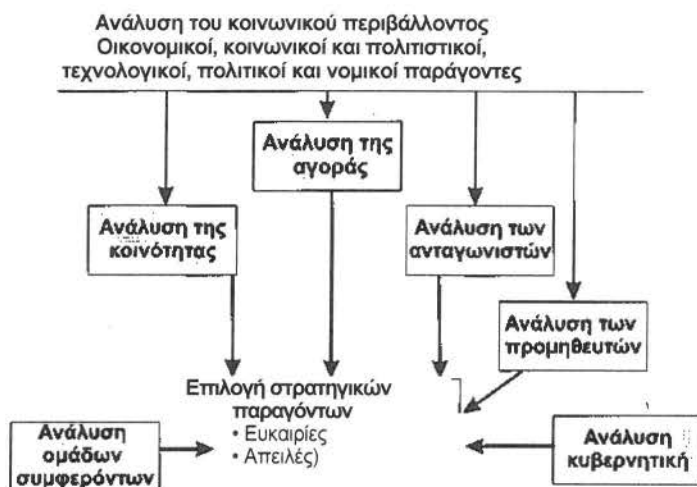 Ανάλυση του κοινωνικού περιβάλλοντος
Οικονομικοί, κοινωνικοί και πολιτιστικοί,
τεχνολογικοί, πολιτικοί και νομικοί παράγοντες
Ανάλυση της
αγοράς
Ανάλυση της
κοινότητας
Ανάλυση των
ανταγωνιστών
Ανάλυση των
προμηθευτών
Επιλογή στρατηγικών
παραγόντων
• Ευκαιρίες
• Απειλές)
Ανάλυση
ομάδων
συμφερόντων
Ανάλυση
κυβερνητική